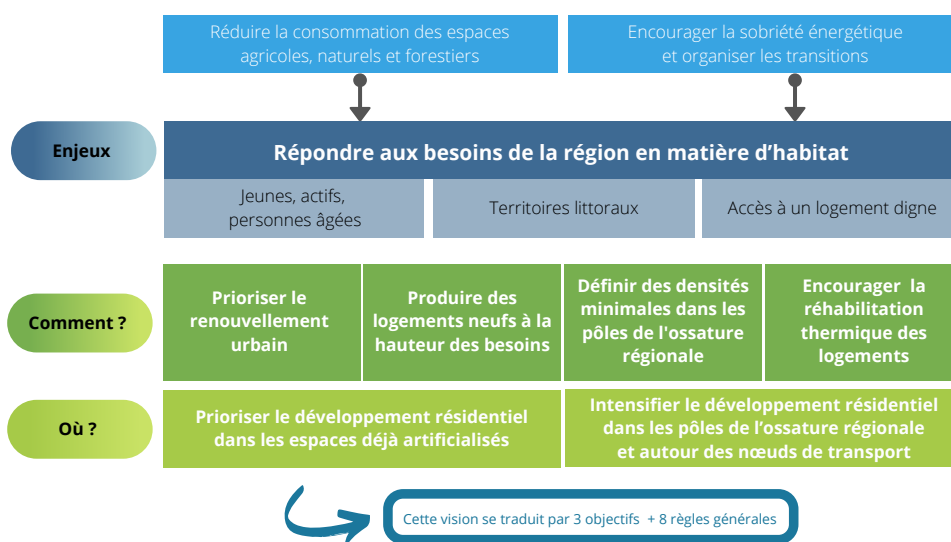 Réduire la consommation des espaces
agricoles, naturels et forestiers
Encourager la sobriété énergétique
et organiser les transitions
Enjeux
Répondre aux besoins de la région en matière d’habitat
Jeunes, actifs,
personnes âgées
Territoires littoraux
Accès à un logement digne
Comment ?
Prioriser le
renouvellement
urbain
Produire des
logements neufs à la
hauteur des besoins
Définir des densités
minimales dans les
pôles de l'ossature
régionale
Encourager la
réhabilitation
thermique des
logements
Où ?
Prioriser le développement résidentiel
dans les espaces déjà artificialisés
Intensifier le développement résidentiel
dans les pôles de l’ossature régionale
et autour des nœuds de transport
Cette vision se traduit par 3 objectifs + 8 règles générales